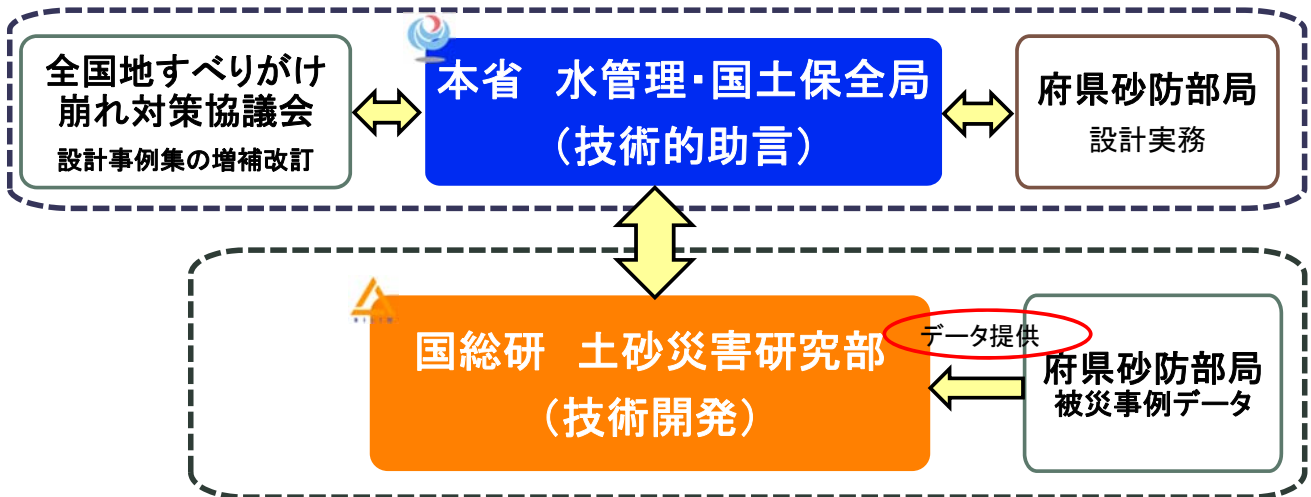 全国地すべりがけ
崩れ対策協議会
設計事例集の増補改訂
本省　水管理・国土保全局
（技術的助言）
府県砂防部局
設計実務
国総研　土砂災害研究部
（技術開発）
データ提供
府県砂防部局
被災事例データ